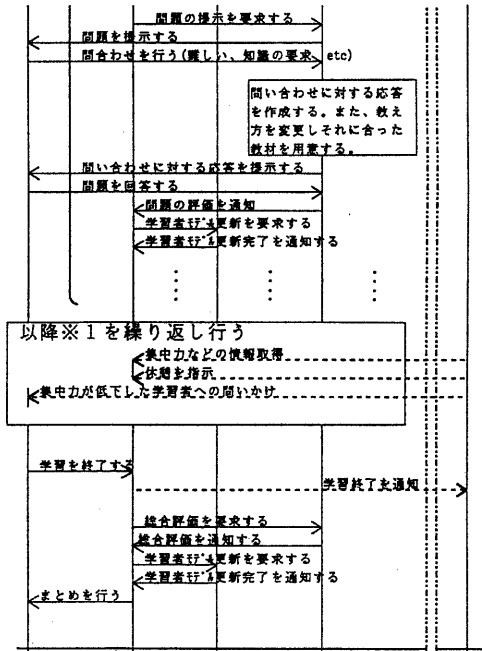 問題の提示を要求する
問題を提示する
問合わせを行う(難しい、知識の要求 etc)
問い合わせに対する応答
を作成する。また、教え
方を変更しそれに合った
教材を用意する。
問い合わせに対する応答を提示する
問題を回答する
問題の評価を通知
学習者ﾓﾃﾞﾙ更新を要求する
学習者ﾓﾃﾞﾙ更新完了を通知する
以降※1を繰り返し行う
集中力などの情報取得
休憩を指示
集中力が低下した学習者への問いかけ
学習を終了する
学習終了を通知
総合評価を要求する
総合評価を通知する
学習者ﾓﾃﾞﾙ更新を要求する
学習者ﾓﾃﾞﾙ更新完了を通知する
まとめを行う